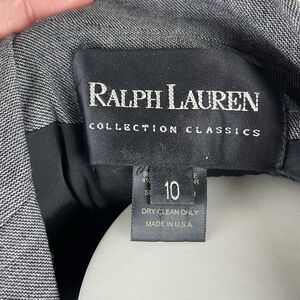 RALPH LAUREN
COLLECTION CLASSICS
10
DRY CLEAN ONLY
MADE IN U.S.A.